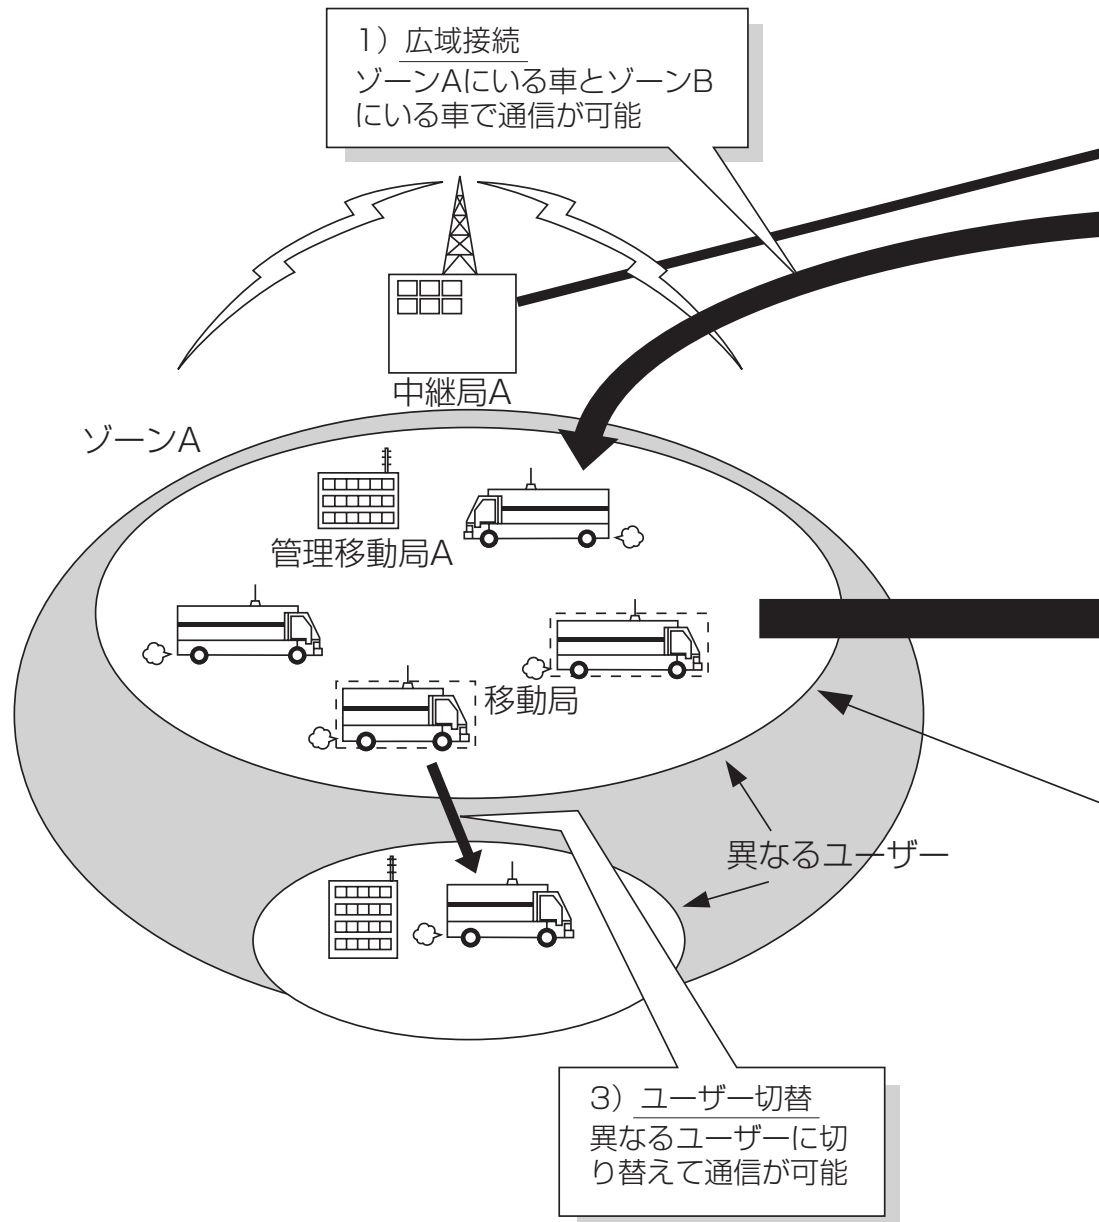 1）広域接続
ゾーンAにいる車とゾーンB
にいる車で通信が可能
中継局A
ゾーンA
管理移動局A
移動局
異なるユーザー
3）ユーザー切替
異なるユーザーに切
り替えて通信が可能